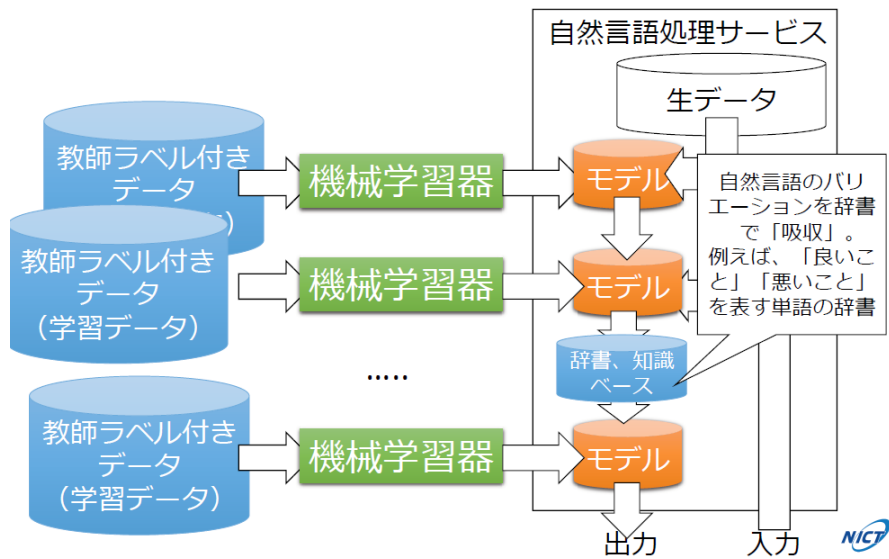 自然言語処理サービス
生データ
教師ラベル付き
データ
）
機械学習器
モデル
自然言語のバリ
エーションを辞書
で「吸収」。
例えば、「良いこ
と」「悪いこと」
を表す単語の辞書
教師ラベル付き
データ
（学習データ）
機械学習器
モデル
辞書、知識
ベース
.....
教師ラベル付き
データ
（学習データ）
機械学習器
モデル
出力
入力
NICT